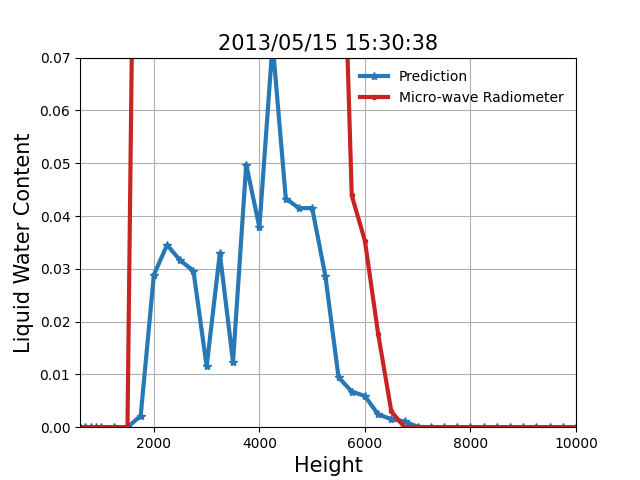 2013/05/15 15:30:38
Prediction
Micro-wave Radiometer
Liquid Water Content
0.07
0.06
0.05
0.04
0.03
0.02
0.01
0.00
2000 4000 6000 8000 10000
Height